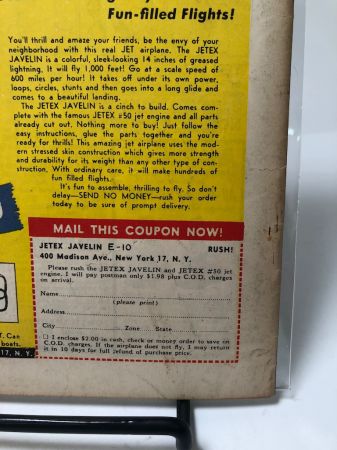 Fun-filled Flights!
You'll thrill and amaze your friends, be the envy of your
neighborhood with this real JET airplane. The JETEX
JAVELIN is a colorful, sleek-looking 14 inches of greased
lightning. It will fly 1,000 feet! Go at a scale speed of
600 miles per hour! It takes off under its own power,
loops, circles, stunts and then goes into a long glide and
comes to a beautiful landing.
The JETEX JAVELIN is a cinch to build. Comes com-
plete with the famous JETEX #50 jet engine and all parts
already cut out. Nothing more to buy! Just follow the
easy instructions, glue the parts together and you're
ready for thrills! This amazing jet airplane uses the mod-
ern stressed skin construction which gives more strength
and durability for its weight than any other type of con-
struction. With ordinary care, it will make hundreds of
fun filled flights.
It's fun to assemble, thrilling to fly. So don't
delay—SEND NO MONEY—rush your order
today to be sure of prompt delivery.
MAIL THIS COUPON NOW!
JETEX JAVELIN E-10 RUSH!
400 Madison Ave., New York 17, N. Y.
Please rush the JETEX JAVELIN and JETEX #50 jet
engine. I will pay postman only $1.98 plus C.O.D. charges
on arrival.
Name
(please print)
Address
City Zone State
☐ I enclose $2.00 in cash, check or money order to save on
C.O.D. charges. If the airplane does not fly, I may return
it in 10 days for full refund of purchase price.
Can
boats.
17, N. Y.